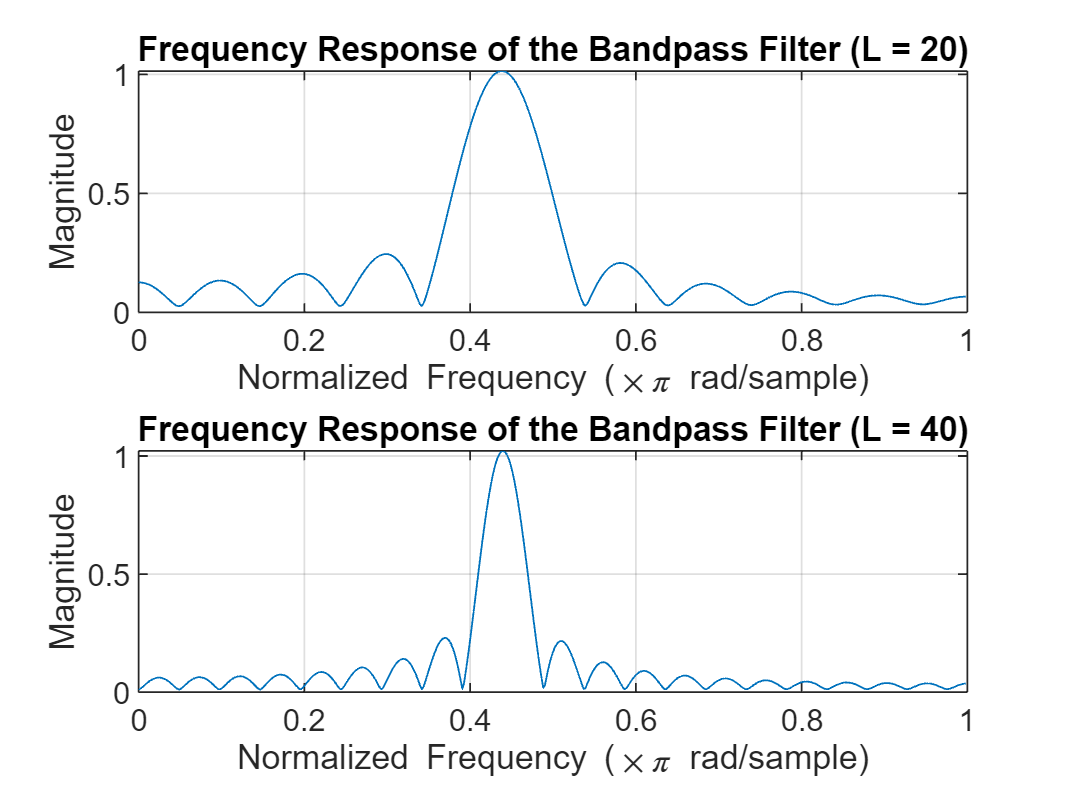 Frequency Response of the Bandpass Filter (L = 20)
1
0.5
0
Magnitude
0 0.2 0.4 0.6 0.8 1
Normalized Frequency (×π rad/sample)
Frequency Response of the Bandpass Filter (L = 40)
1
0.5
0
Magnitude
0 0.2 0.4 0.6 0.8 1
Normalized Frequency (×π rad/sample)